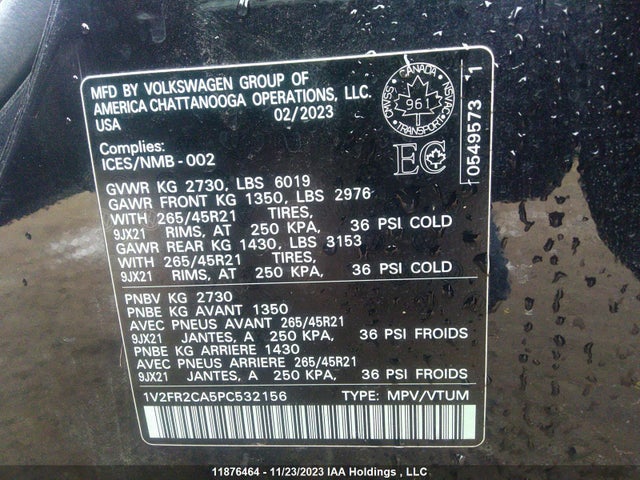 MFD BY VOLKSWAGEN GROUP OF
AMERICA CHATTANOOGA OPERATIONS, LLC.
USA 02/2023
CANADA
CMVSS NSVAC
961
TRANSPORT
Complies:
ICES/NMB-002
EC
0549573 1
GVWR KG 2730, LBS 6019
GAWR FRONT KG 1350, LBS 2976
WITH 265/45R21 TIRES,
9JX21 RIMS, AT 250 KPA, 36 PSI COLD
GAWR REAR KG 1430, LBS 3153
WITH 265/45R21 TIRES,
9JX21 RIMS, AT 250 KPA, 36 PSI COLD
PNBV KG 2730
PNBE KG AVANT 1350
AVEC PNEUS AVANT 265/45R21
9JX21 JANTES, A 250 KPA, 36 PSI FROIDS
PNBE KG ARRIERE 1430
AVEC PNEUS ARRIERE 265/45R21
9JX21 JANTES, A 250 KPA, 36 PSI FROIDS
1V2FR2CA5PC532156 TYPE: MPV/VTUM
11876464 - 11/23/2023 IAA Holdings , LLC